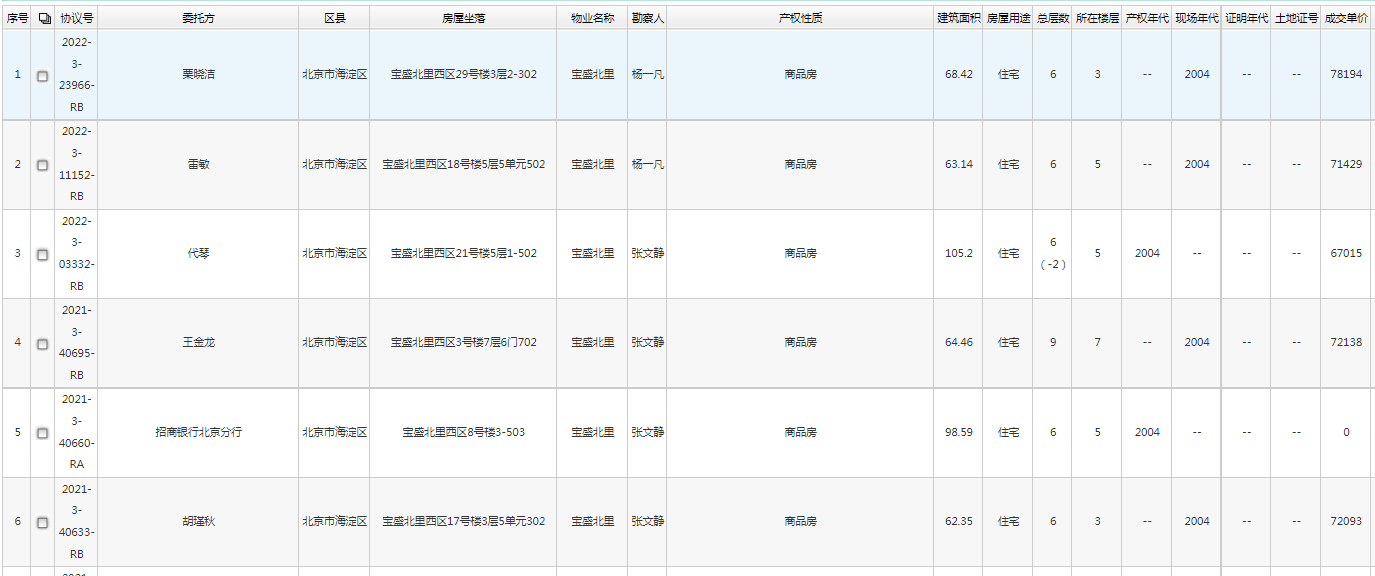 序号 协议号 委托方 区县 房屋坐落 物业名称 勘察人 产权性质 建筑面积 房屋用途 总层数 所在楼层 产权年代 现场年代 证明年代 土地证号 成交单价
1 2022-3-23966-RB 栗晓洁 北京市海淀区 宝盛北里西区29号楼3层2-302 宝盛北里 杨一凡 商品房 68.42 住宅 6 3 -- 2004 -- -- 78194
2 2022-3-11152-RB 雷敏 北京市海淀区 宝盛北里西区18号楼5层5单元502 宝盛北里 杨一凡 商品房 63.14 住宅 6 5 -- 2004 -- -- 71429
3 2022-3-03332-RB 代琴 北京市海淀区 宝盛北里西区21号楼5层1-502 宝盛北里 张文静 商品房 105.2 住宅 6（-2） 5 2004 -- -- -- 67015
4 2021-3-40695-RB 王金龙 北京市海淀区 宝盛北里西区3号楼7层6门702 宝盛北里 张文静 商品房 64.46 住宅 9 7 -- 2004 -- -- 72138
5 2021-3-40660-RA 招商银行北京分行 北京市海淀区 宝盛北里西区8号楼3-503 宝盛北里 张文静 商品房 98.59 住宅 6 5 2004 -- -- -- 0
6 2021-3-40633-RB 胡瑾秋 北京市海淀区 宝盛北里西区17号楼3层5单元302 宝盛北里 张文静 商品房 62.35 住宅 6 3 -- 2004 -- -- 72093